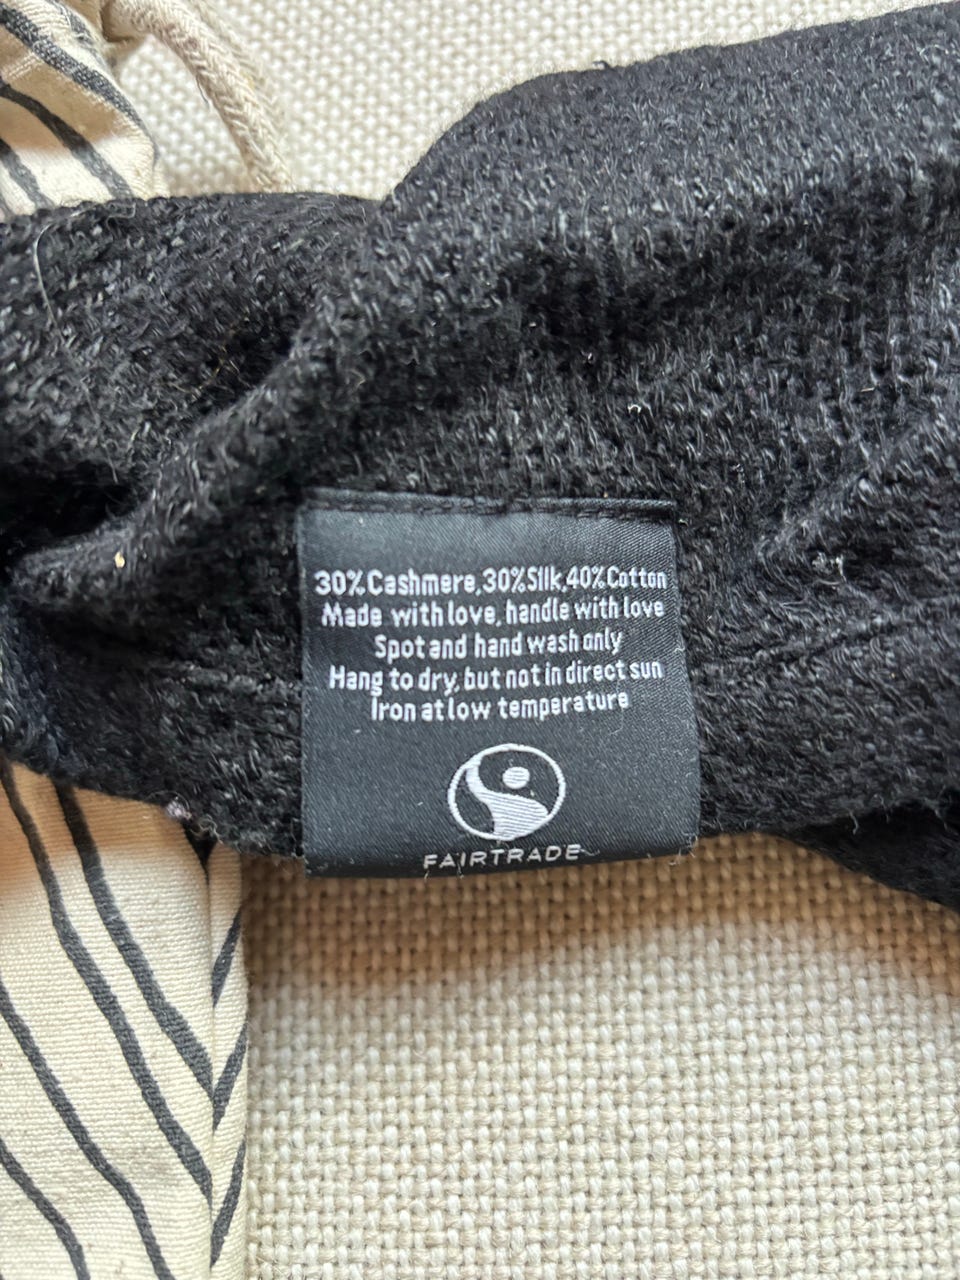 30%Cashmere,30%Silk,40%Cotton
Made with love, handle with love
Spot and hand wash only
Hang to dry, but not in direct sun
Iron at low temperature
FAIRTRADE